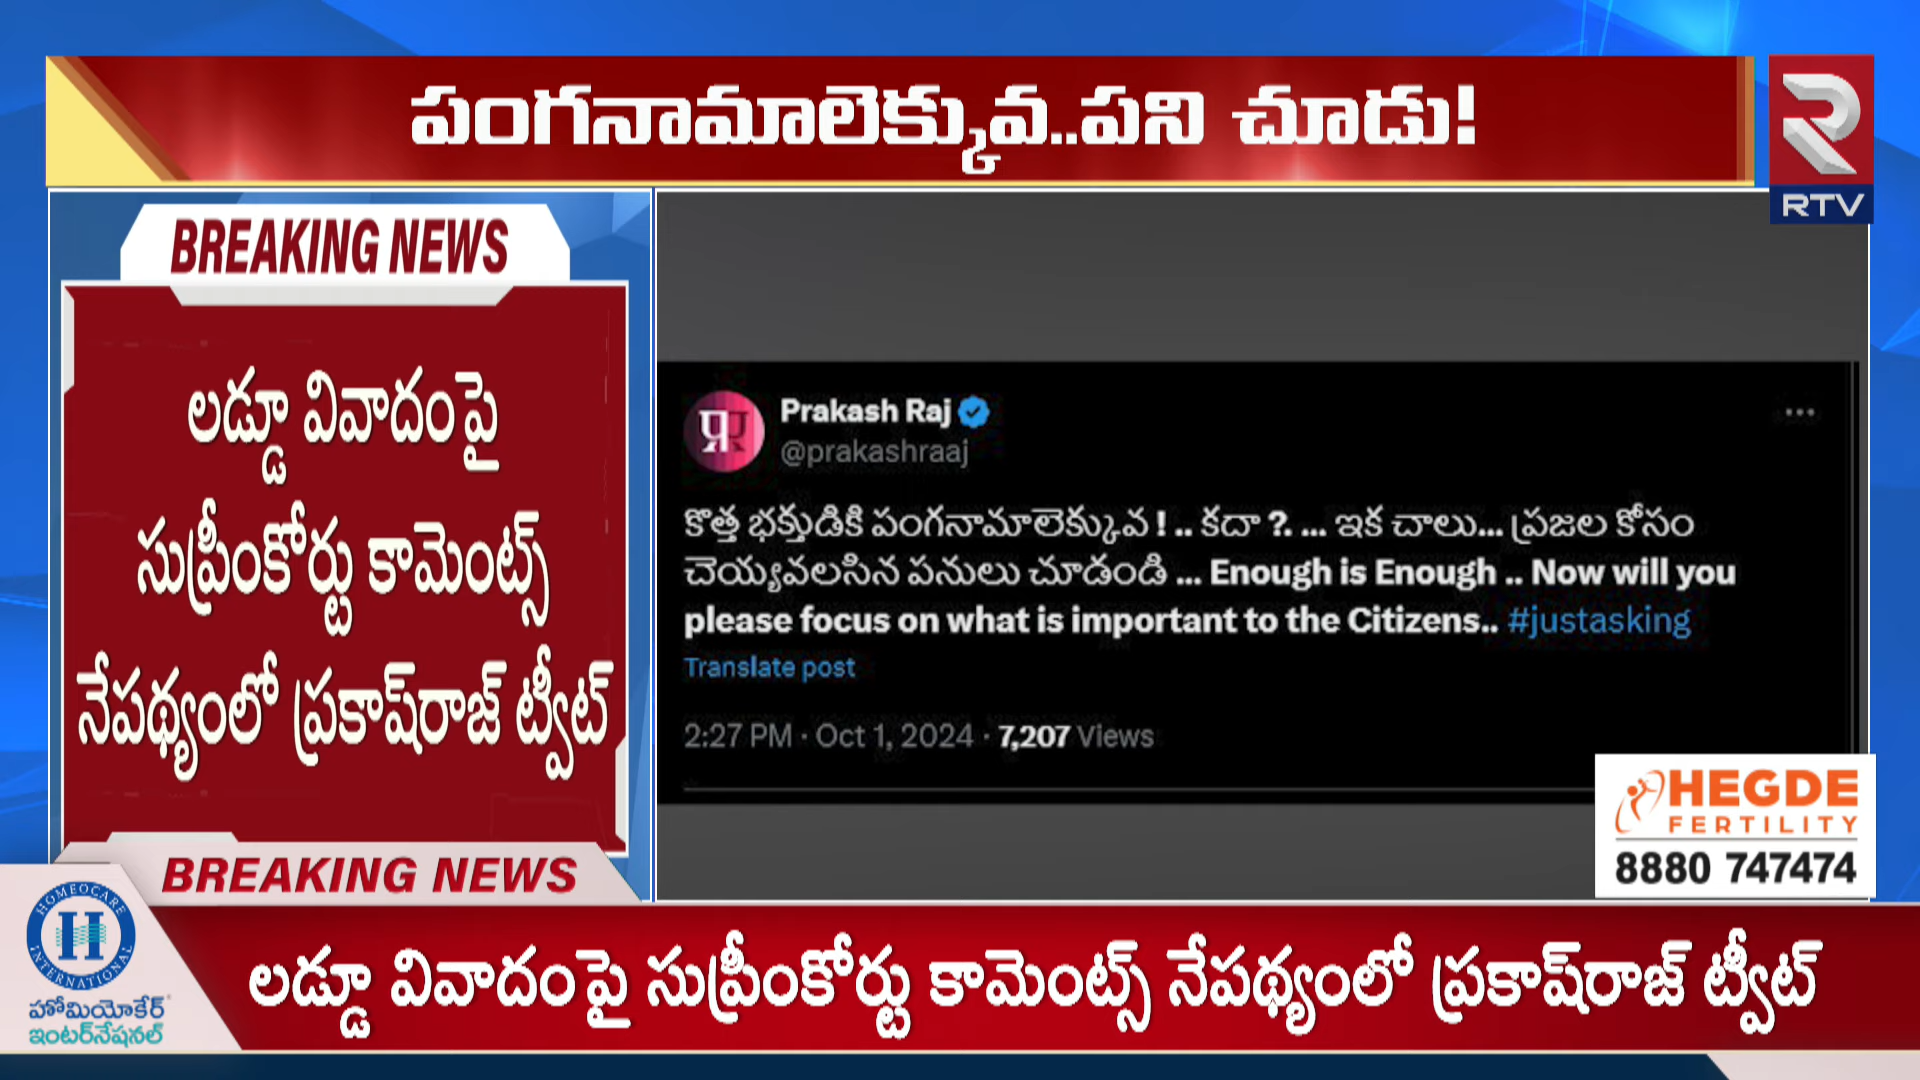 పంగనామాలెక్కువ..పని చూడు!
RTV
BREAKING NEWS
లడ్డూ వివాదంపై
సుప్రీంకోర్టు కామెంట్స్
నేపథ్యంలో ప్రకాష్‌రాజ్ ట్వీట్
Prakash Raj
@prakashraaj
కొత్త భక్తుడికి పంగనామాలెక్కువ ! .. కదా ?. ... ఇక చాలు... ప్రజల కోసం
చెయ్యవలసిన పనులు చూడండి ... Enough is Enough .. Now will you
please focus on what is important to the Citizens.. #justasking
Translate post
2:27 PM · Oct 1, 2024 · 7,207 Views
HEGDE
FERTILITY
8880 747474
BREAKING NEWS
HOMEOCARE
H
INTERNATIONAL
హోమియోకేర్
ఇంటర్‌నేషనల్
లడ్డూ వివాదంపై సుప్రీంకోర్టు కామెంట్స్ నేపథ్యంలో ప్రకాష్‌రాజ్ ట్వీట్